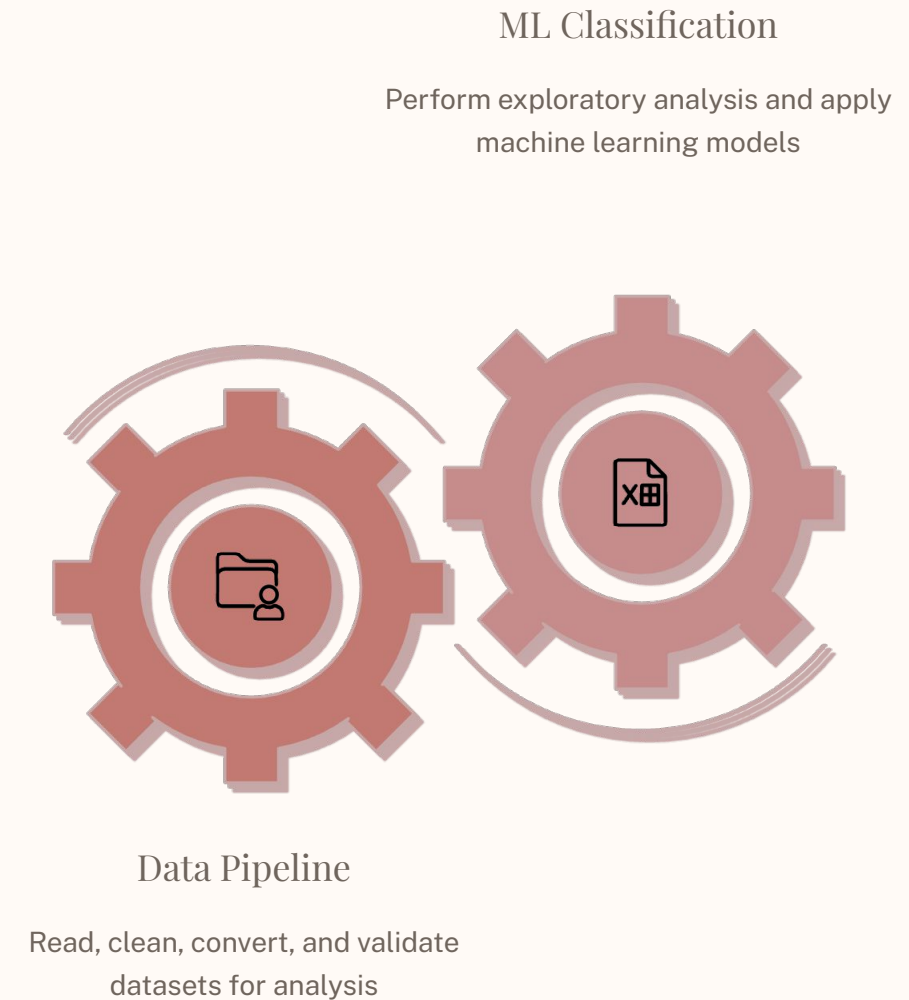 ML Classification
Perform exploratory analysis and apply
machine learning models
X
Data Pipeline
Read, clean, convert, and validate
datasets for analysis